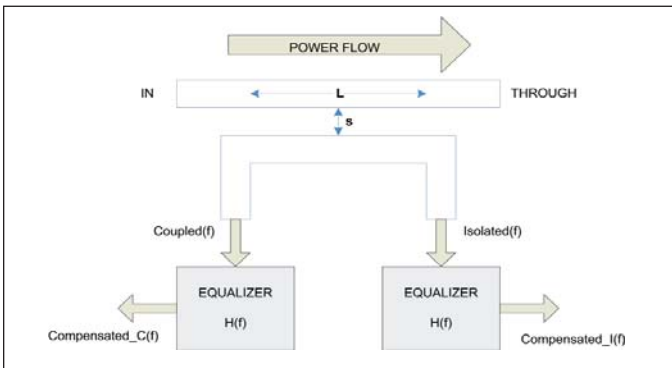 POWER FLOW
IN
L
THROUGH
s
Coupled(f)
Isolated(f)
EQUALIZER
H(f)
EQUALIZER
H(f)
Compensated_C(f)
Compensated_I(f)